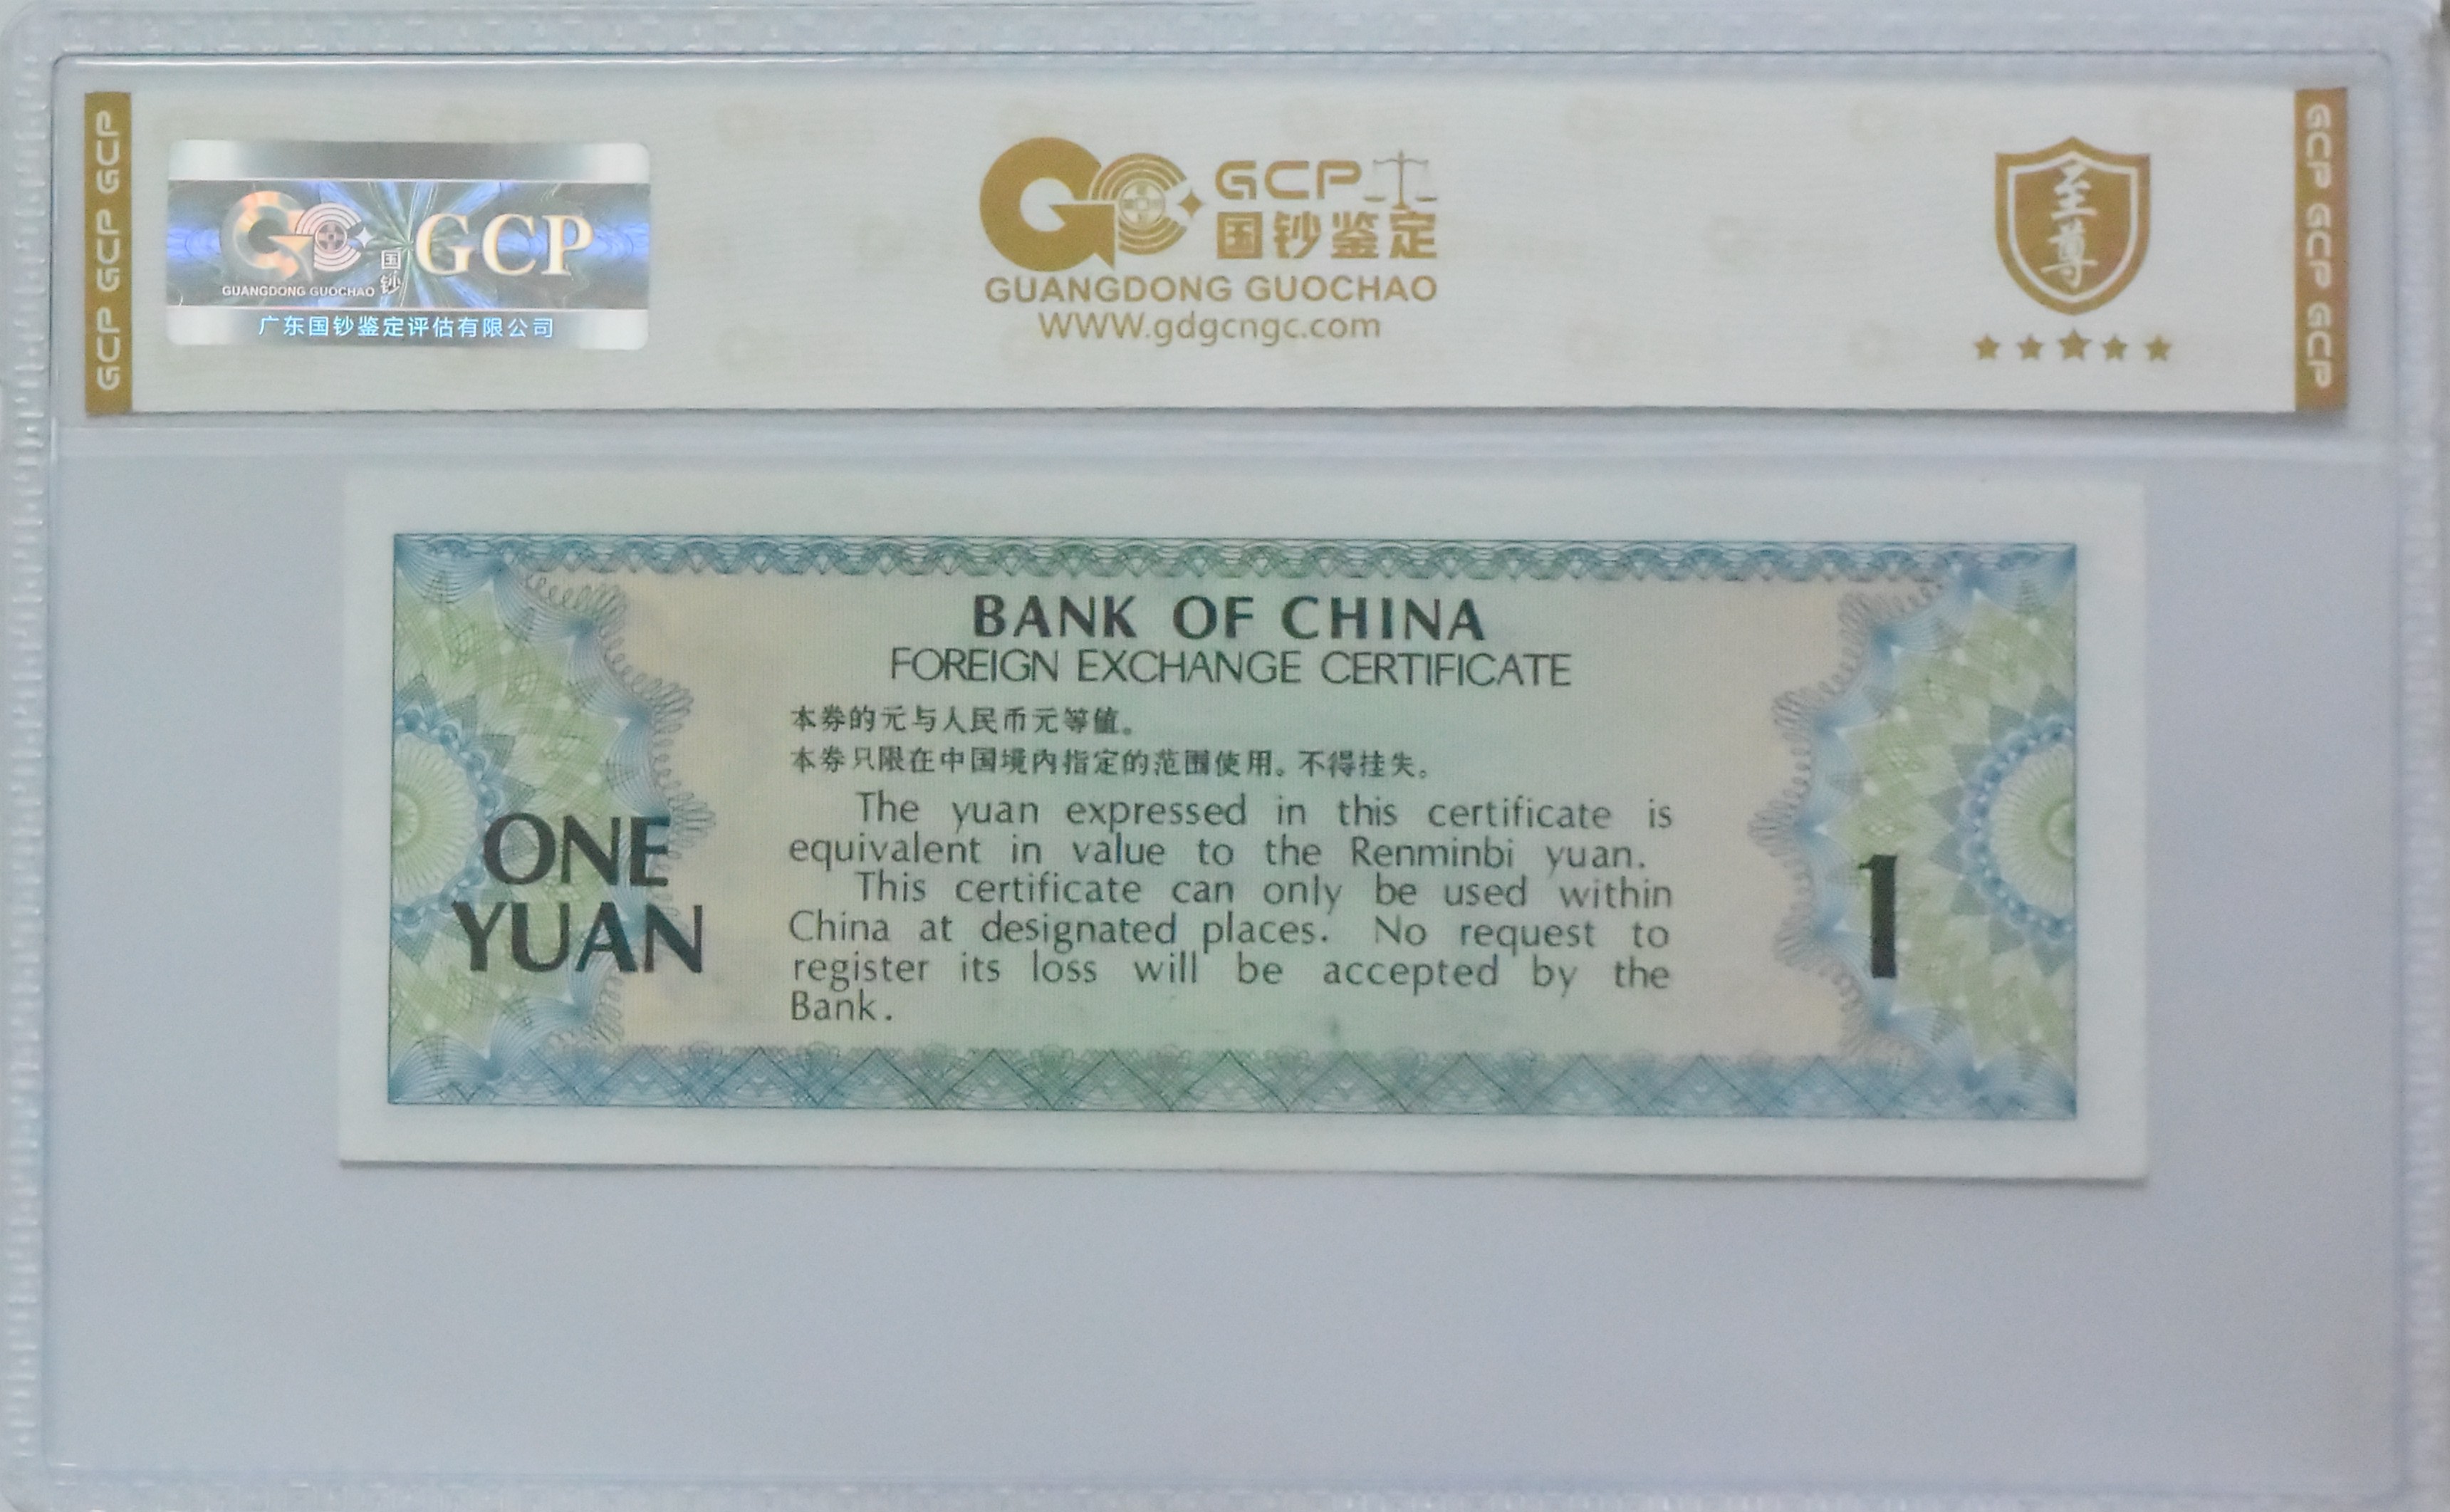 GCP GCP GCP
GCP
国钞
GUANGDONG GUOCHAO
广东国钞鉴定评估有限公司
GCP
国钞鉴定
GUANGDONG GUOCHAO
WWW.gdgcngc.com
至尊
GCP GCP GCP
BANK OF CHINA
FOREIGN EXCHANGE CERTIFICATE
本券的元与人民币元等值。
本券只限在中国境内指定的范围使用。不得挂失。
The yuan expressed in this certificate is
equivalent in value to the Renminbi yuan.
This certificate can only be used within
China at designated places. No request to
register its loss will be accepted by the
Bank.
ONE
YUAN
1